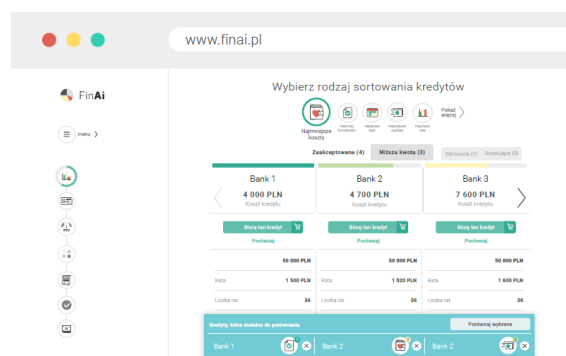 www.finai.pl
FinAi
menu
Wybierz rodzaj sortowania kredytów
Najmniejsze koszty
Pokaż więcej
Zaakceptowane (4) Niższa kwota (3) Odrzucone (1) Oczekujące (0)
Bank 1 Bank 2 Bank 3
4 000 PLN 4 700 PLN 7 600 PLN
Koszt kredytu Koszt kredytu Koszt kredytu
Biorę ten kredyt Biorę ten kredyt Biorę ten kredyt
Porównaj Porównaj Porównaj
50 000 PLN 50 000 PLN 50 000 PLN
Rata 1 500 PLN Rata 1 520 PLN Rata 1 600 PLN
Liczba rat 36 Liczba rat 36 Liczba rat 36
Kredyty, które dodałeś do porównania Porównaj wybrane
Bank 1 Bank 2 Bank 2